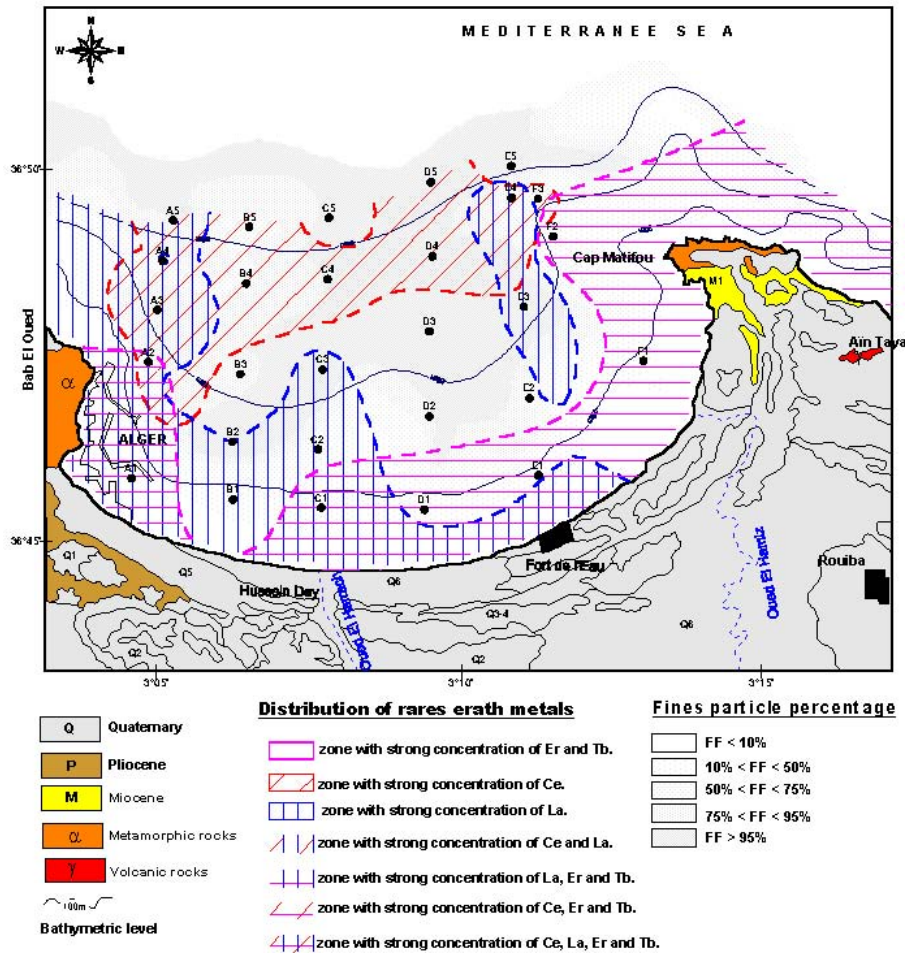 MEDITERRANEE SEA
N
W
S
36°50'
E5
D5
E4
F3
A5
B5
C5
F2
A4
D4
Cap Matifou
B4
C4
M1
A3
E3
Bab El Oued
D3
Aïn Taya
A2
F1
α
B3
C3
E2
D2
ALGER
B2
C2
A1
E1
B1
C1
D1
36°45'
Fort de l'Eau
Q1
Q5
Q6
Rouiba
Hussein Dey
Oued El Harrach
Oued El Hamiz
Q3-4
Q6
Q2
Q2
3°05'
3°10'
3°15'
Distribution of rares erath metals
Fines particle percentage
Q Quaternary
P Pliocene
M Miocene
α Metamorphic rocks
γ Volcanic rocks
100m
Bathymetric level
zone with strong concentration of Er and Tb.
zone with strong concentration of Ce.
zone with strong concentration of La.
zone with strong concentration of Ce and La.
zone with strong concentration of La, Er and Tb.
zone with strong concentration of Ce, Er and Tb.
zone with strong concentration of Ce, La, Er and Tb.
FF < 10%
10% < FF < 50%
50% < FF < 75%
75% < FF < 95%
FF > 95%